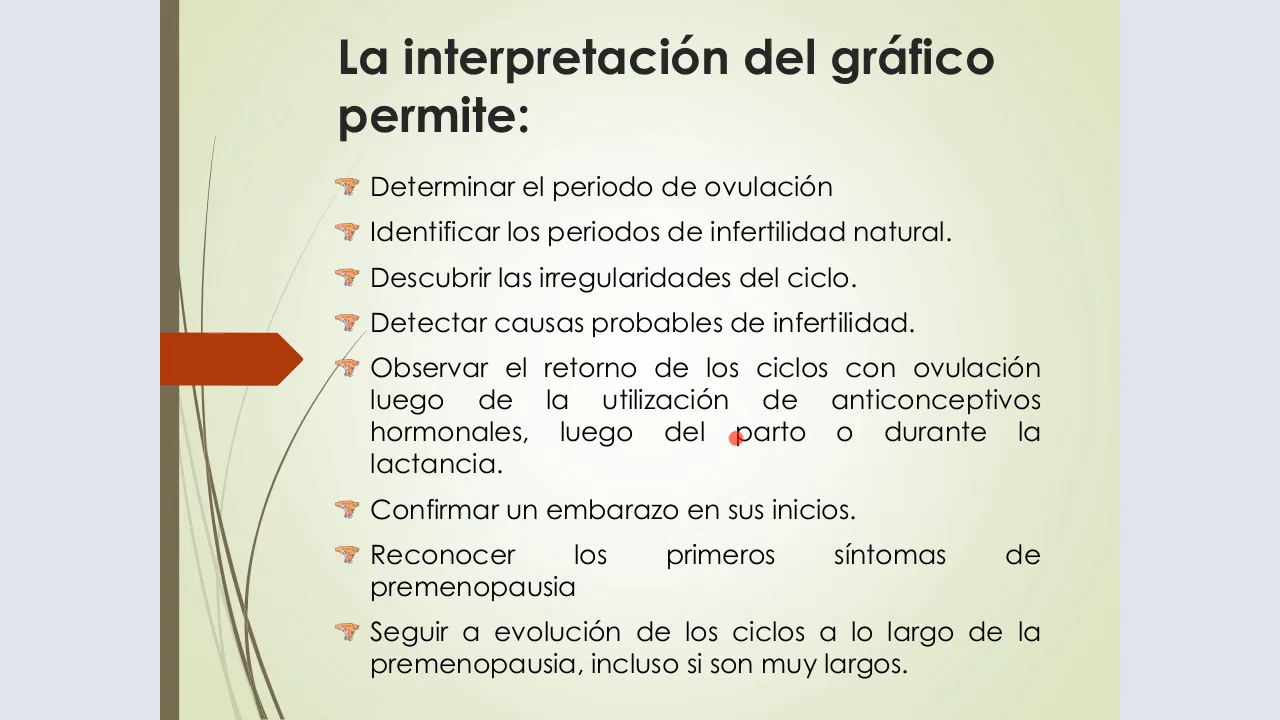 La interpretación del gráfico
permite:
Determinar el periodo de ovulación
Identificar los periodos de infertilidad natural.
Descubrir las irregularidades del ciclo.
Detectar causas probables de infertilidad.
Observar el retorno de los ciclos con ovulación
luego de la utilización de anticonceptivos
hormonales, luego del parto o durante la
lactancia.
Confirmar un embarazo en sus inicios.
Reconocer los primeros síntomas de
premenopausia
Seguir a evolución de los ciclos a lo largo de la
premenopausia, incluso si son muy largos.